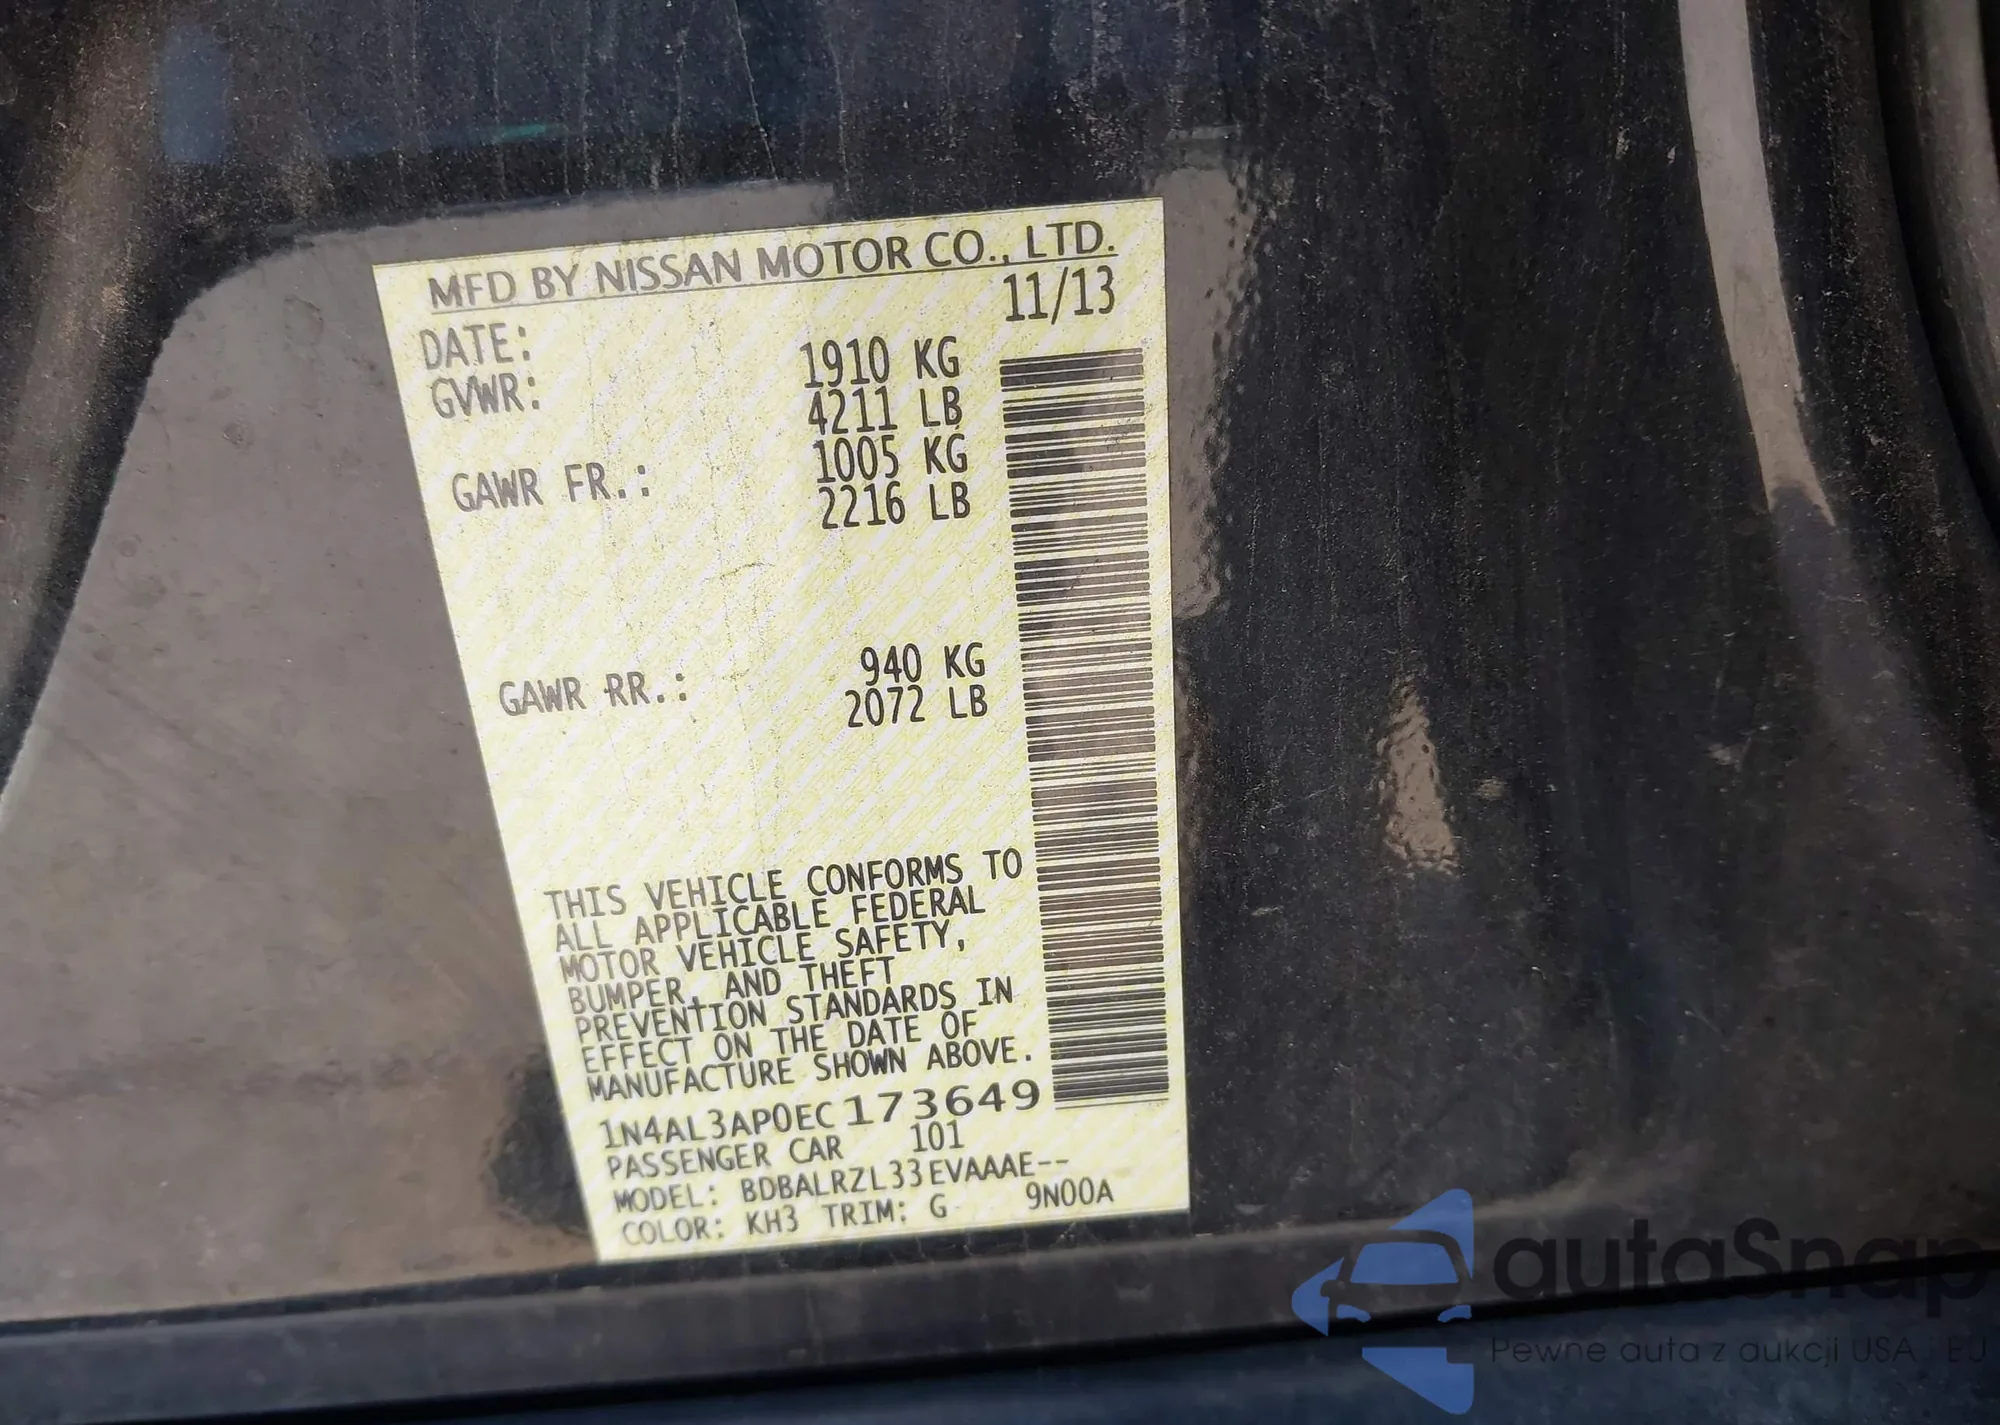 MFD BY NISSAN MOTOR CO., LTD.
DATE: 11/13
GVWR: 1910 KG
4211 LB
GAWR FR.: 1005 KG
2216 LB
GAWR RR.: 940 KG
2072 LB
THIS VEHICLE CONFORMS TO
ALL APPLICABLE FEDERAL
MOTOR VEHICLE SAFETY,
BUMPER, AND THEFT
PREVENTION STANDARDS IN
EFFECT ON THE DATE OF
MANUFACTURE SHOWN ABOVE.
1N4AL3AP0EC173649
PASSENGER CAR 101
MODEL: BDBALRZL33EVAAAE--
COLOR: KH3 TRIM: G 9N00A
autaSnap
Pewne auta z aukcji USA i EU